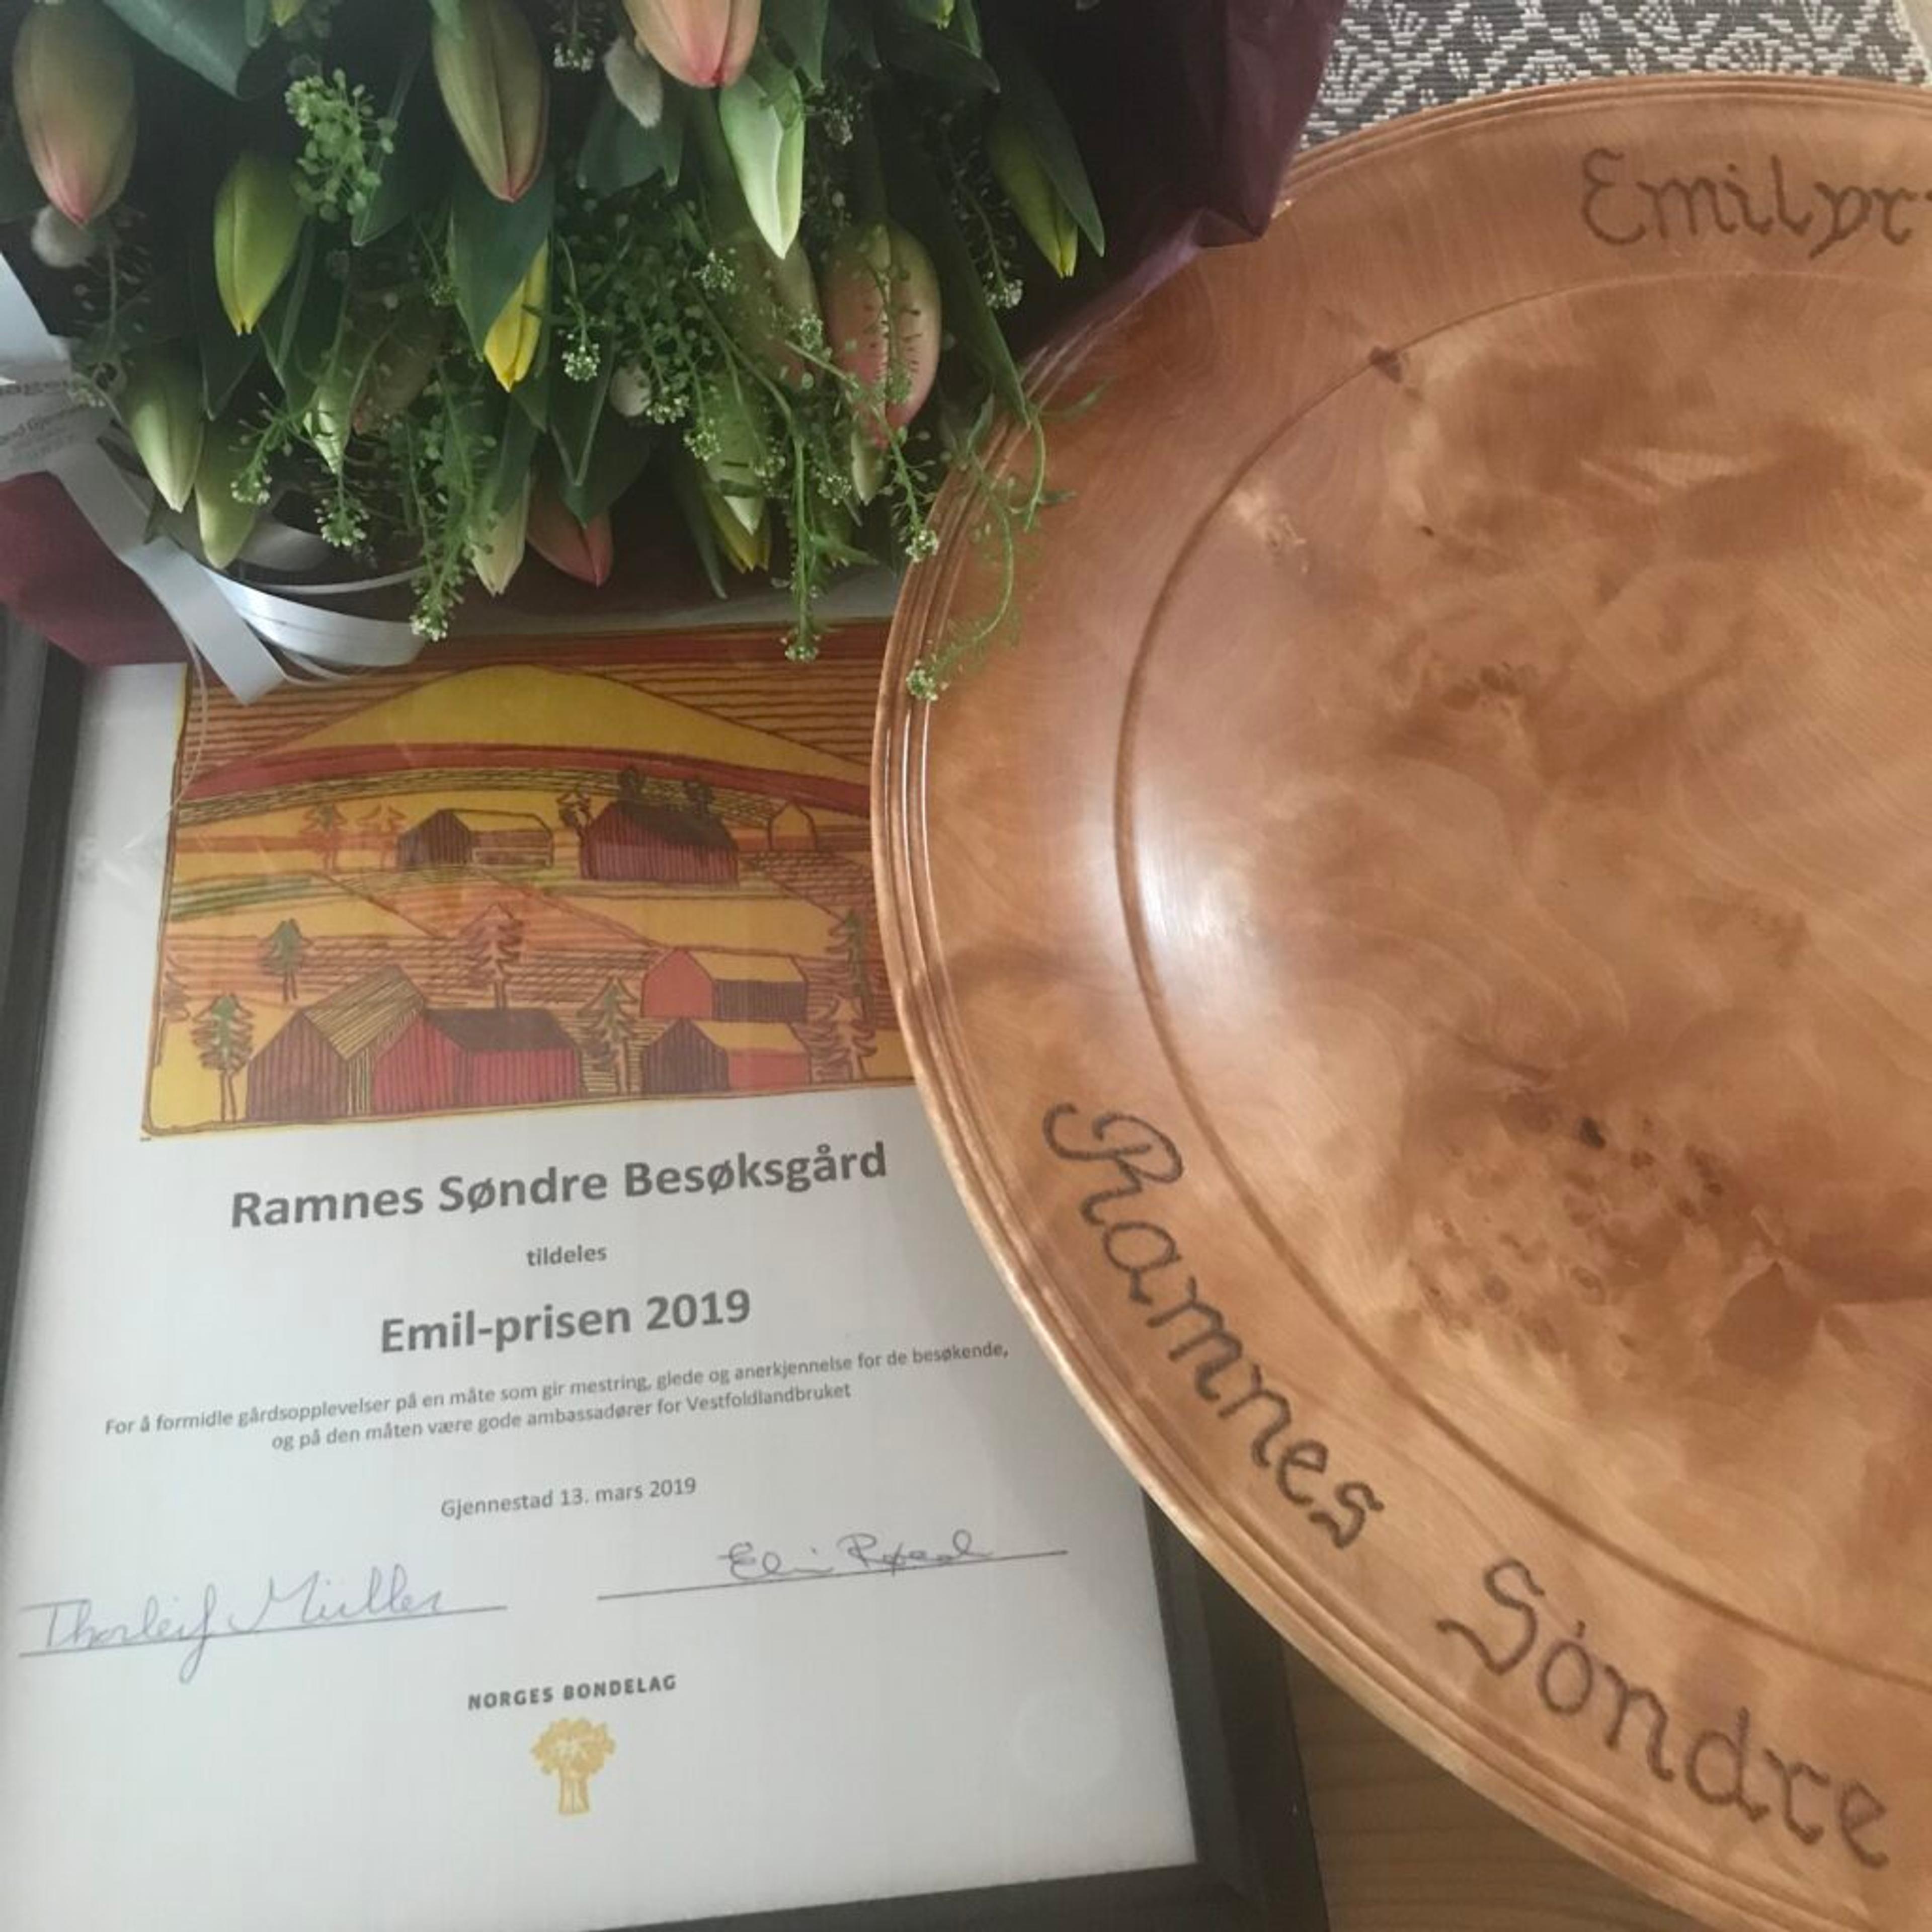 Emilpr
Ramnes Søndre
Ramnes Søndre Besøksgård
tildeles
Emil-prisen 2019
For å formidle gårdsopplevelser på en måte som gir mestring, glede og anerkjennelse for de besøkende,
og på den måten være gode ambassadører for Vestfoldlandbruket
Gjennestad 13. mars 2019
Thorleif Müller
NORGES BONDELAG